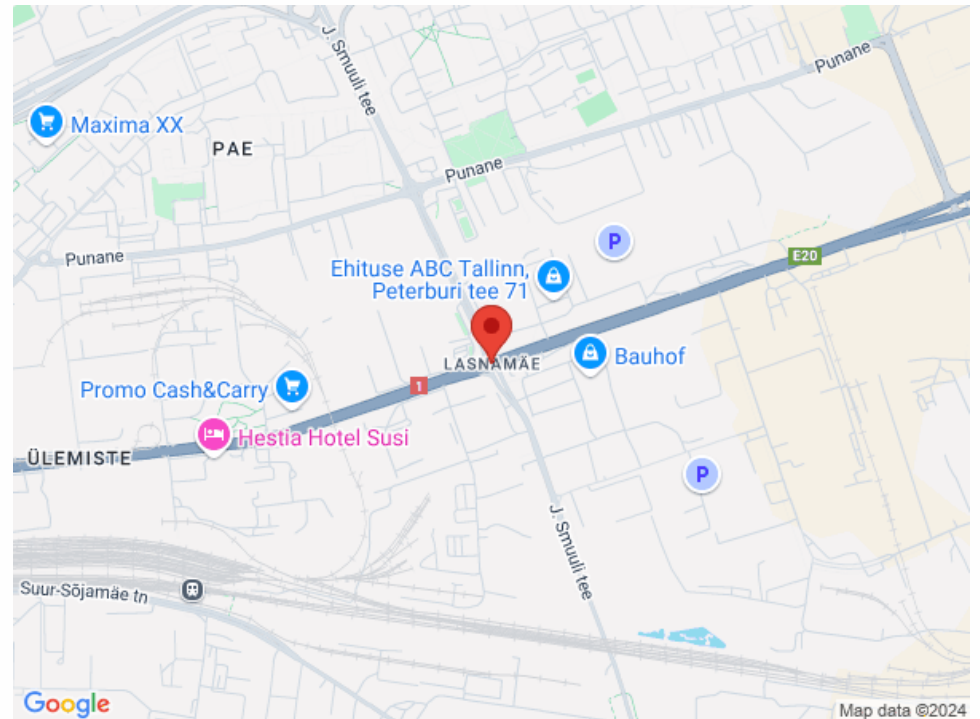 J. Smuuli tee
Punane
Maxima XX
PAE
Punane
Punane
P
E20
Ehituse ABC Tallinn,
Peterburi tee 71
LASNAMÄE
Bauhof
1
Promo Cash&Carry
Hestia Hotel Susi
ÜLEMISTE
P
J. Smuuli tee
Suur-Sõjamäe tn
Google
Map data ©2024